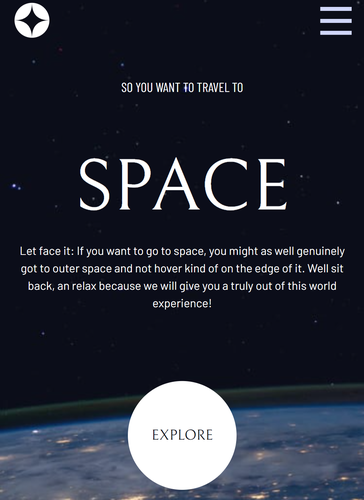 SO YOU WANT TO TRAVEL TO
SPACE
Let face it: If you want to go to space, you might as well genuinely
got to outer space and not hover kind of on the edge of it. Well sit
back, an relax because we will give you a truly out of this world
experience!
EXPLORE